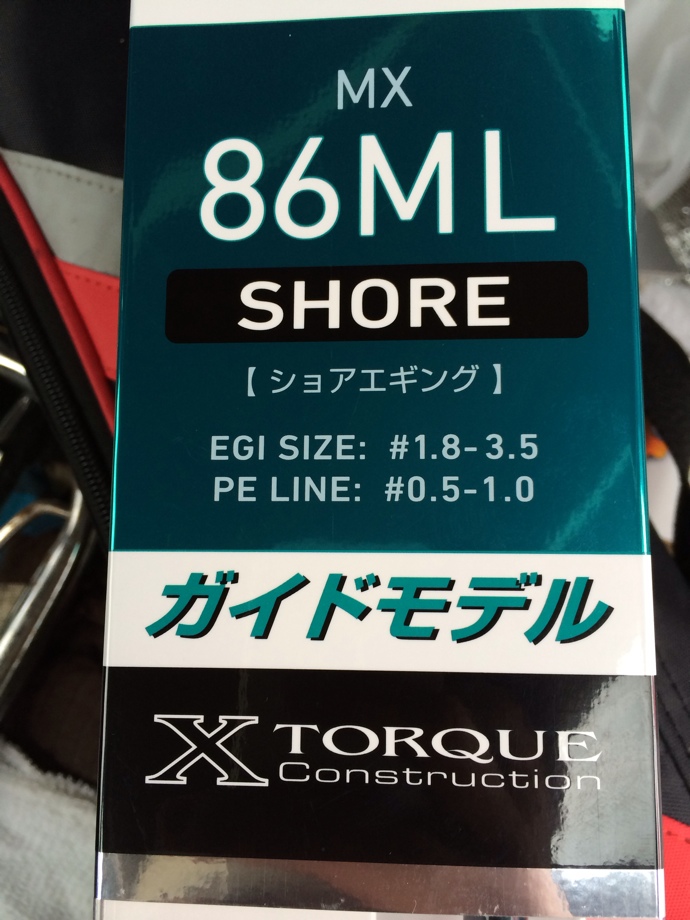 MX
86ML
SHORE
【ショアエギング】
EGI SIZE: #1.8-3.5
PE LINE: #0.5-1.0
ガイドモデル
X TORQUE
Construction